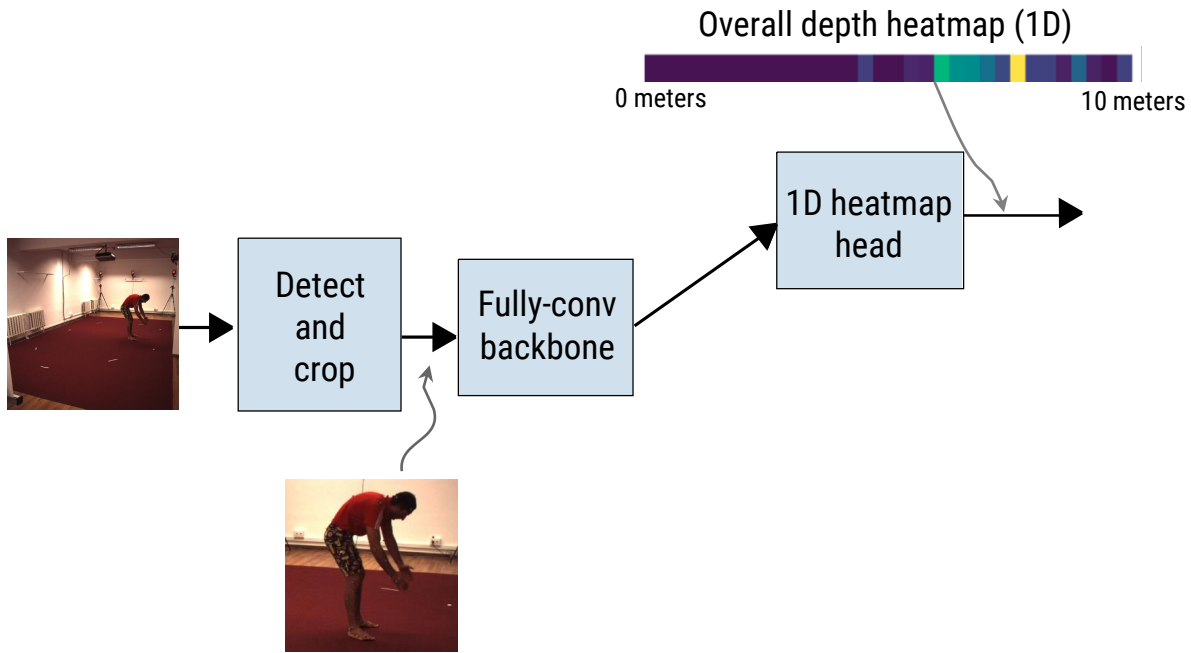 Overall depth heatmap (1D)
0 meters
10 meters
1D heatmap
head
Detect
and
crop
Fully-conv
backbone